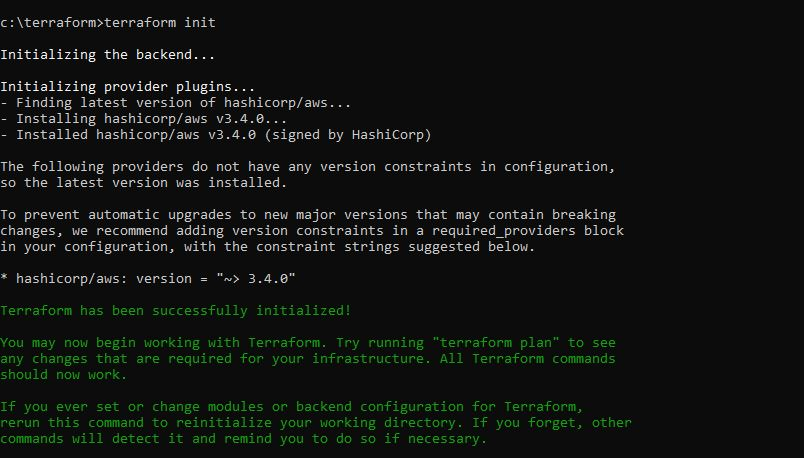 c:\terraform>terraform init
Initializing the backend...
Initializing provider plugins...
- Finding latest version of hashicorp/aws...
- Installing hashicorp/aws v3.4.0...
- Installed hashicorp/aws v3.4.0 (signed by HashiCorp)
The following providers do not have any version constraints in configuration,
so the latest version was installed.
To prevent automatic upgrades to new major versions that may contain breaking
changes, we recommend adding version constraints in a required_providers block
in your configuration, with the constraint strings suggested below.
* hashicorp/aws: version = "~> 3.4.0"
Terraform has been successfully initialized!
You may now begin working with Terraform. Try running "terraform plan" to see
any changes that are required for your infrastructure. All Terraform commands
should now work.
If you ever set or change modules or backend configuration for Terraform,
rerun this command to reinitialize your working directory. If you forget, other
commands will detect it and remind you to do so if necessary.